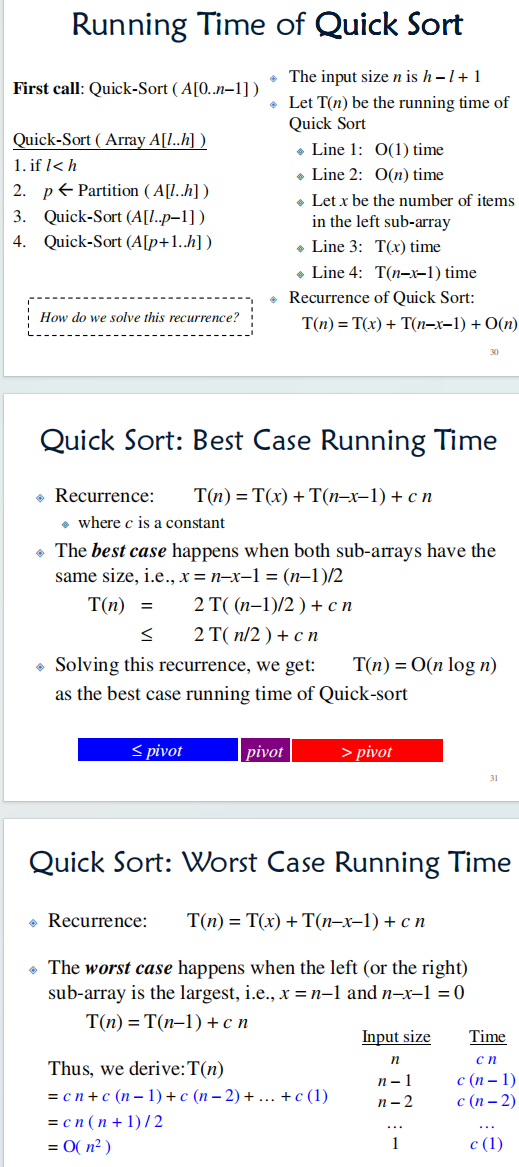 Running Time of Quick Sort
First call: Quick-Sort ( A[0..n–1] )
Quick-Sort ( Array A[l..h] )
1. if l< h
2. p ← Partition ( A[l..h] )
3. Quick-Sort (A[l..p–1] )
4. Quick-Sort (A[p+1..h] )
How do we solve this recurrence?
The input size n is h – l + 1
Let T(n) be the running time of
Quick Sort
Line 1: O(1) time
Line 2: O(n) time
Let x be the number of items
in the left sub-array
Line 3: T(x) time
Line 4: T(n–x–1) time
Recurrence of Quick Sort:
T(n) = T(x) + T(n–x–1) + O(n)
30
Quick Sort: Best Case Running Time
Recurrence: T(n) = T(x) + T(n–x–1) + c n
where c is a constant
The best case happens when both sub-arrays have the
same size, i.e., x = n–x–1 = (n–1)/2
T(n) = 2 T( (n–1)/2 ) + c n
≤ 2 T( n/2 ) + c n
Solving this recurrence, we get: T(n) = O(n log n)
as the best case running time of Quick-sort
≤ pivot pivot > pivot
31
Quick Sort: Worst Case Running Time
Recurrence: T(n) = T(x) + T(n–x–1) + c n
The worst case happens when the left (or the right)
sub-array is the largest, i.e., x = n–1 and n–x–1 = 0
T(n) = T(n–1) + c n
Thus, we derive:T(n)
= c n + c (n – 1) + c (n – 2) + … + c (1)
= c n ( n + 1) / 2
= O( n² )
Input size Time
n c n
n – 1 c (n – 1)
n – 2 c (n – 2)
… …
1 c (1)